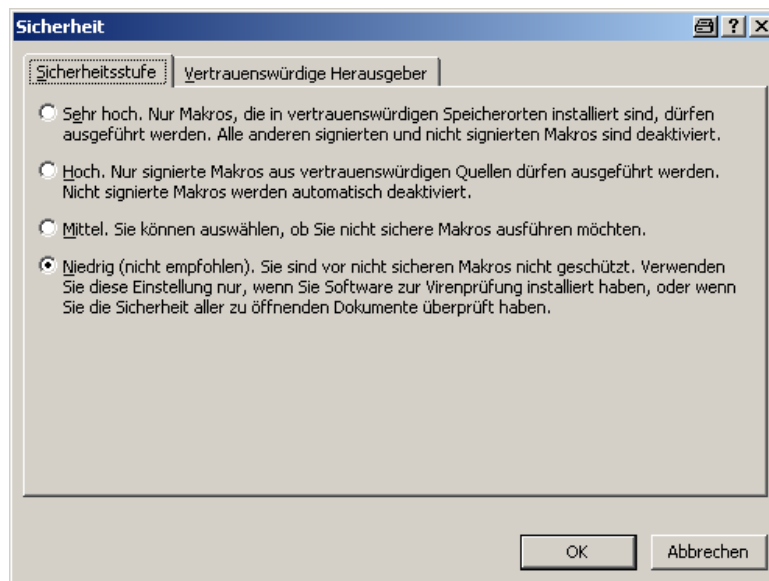 Sicherheit
?
Sicherheitsstufe
Vertrauenswürdige Herausgeber
Sehr hoch. Nur Makros, die in vertrauenswürdigen Speicherorten installiert sind, dürfen
ausgeführt werden. Alle anderen signierten und nicht signierten Makros sind deaktiviert.
Hoch. Nur signierte Makros aus vertrauenswürdigen Quellen dürfen ausgeführt werden.
Nicht signierte Makros werden automatisch deaktiviert.
Mittel. Sie können auswählen, ob Sie nicht sichere Makros ausführen möchten.
Niedrig (nicht empfohlen). Sie sind vor nicht sicheren Makros nicht geschützt. Verwenden
Sie diese Einstellung nur, wenn Sie Software zur Virenprüfung installiert haben, oder wenn
Sie die Sicherheit aller zu öffnenden Dokumente überprüft haben.
OK
Abbrechen